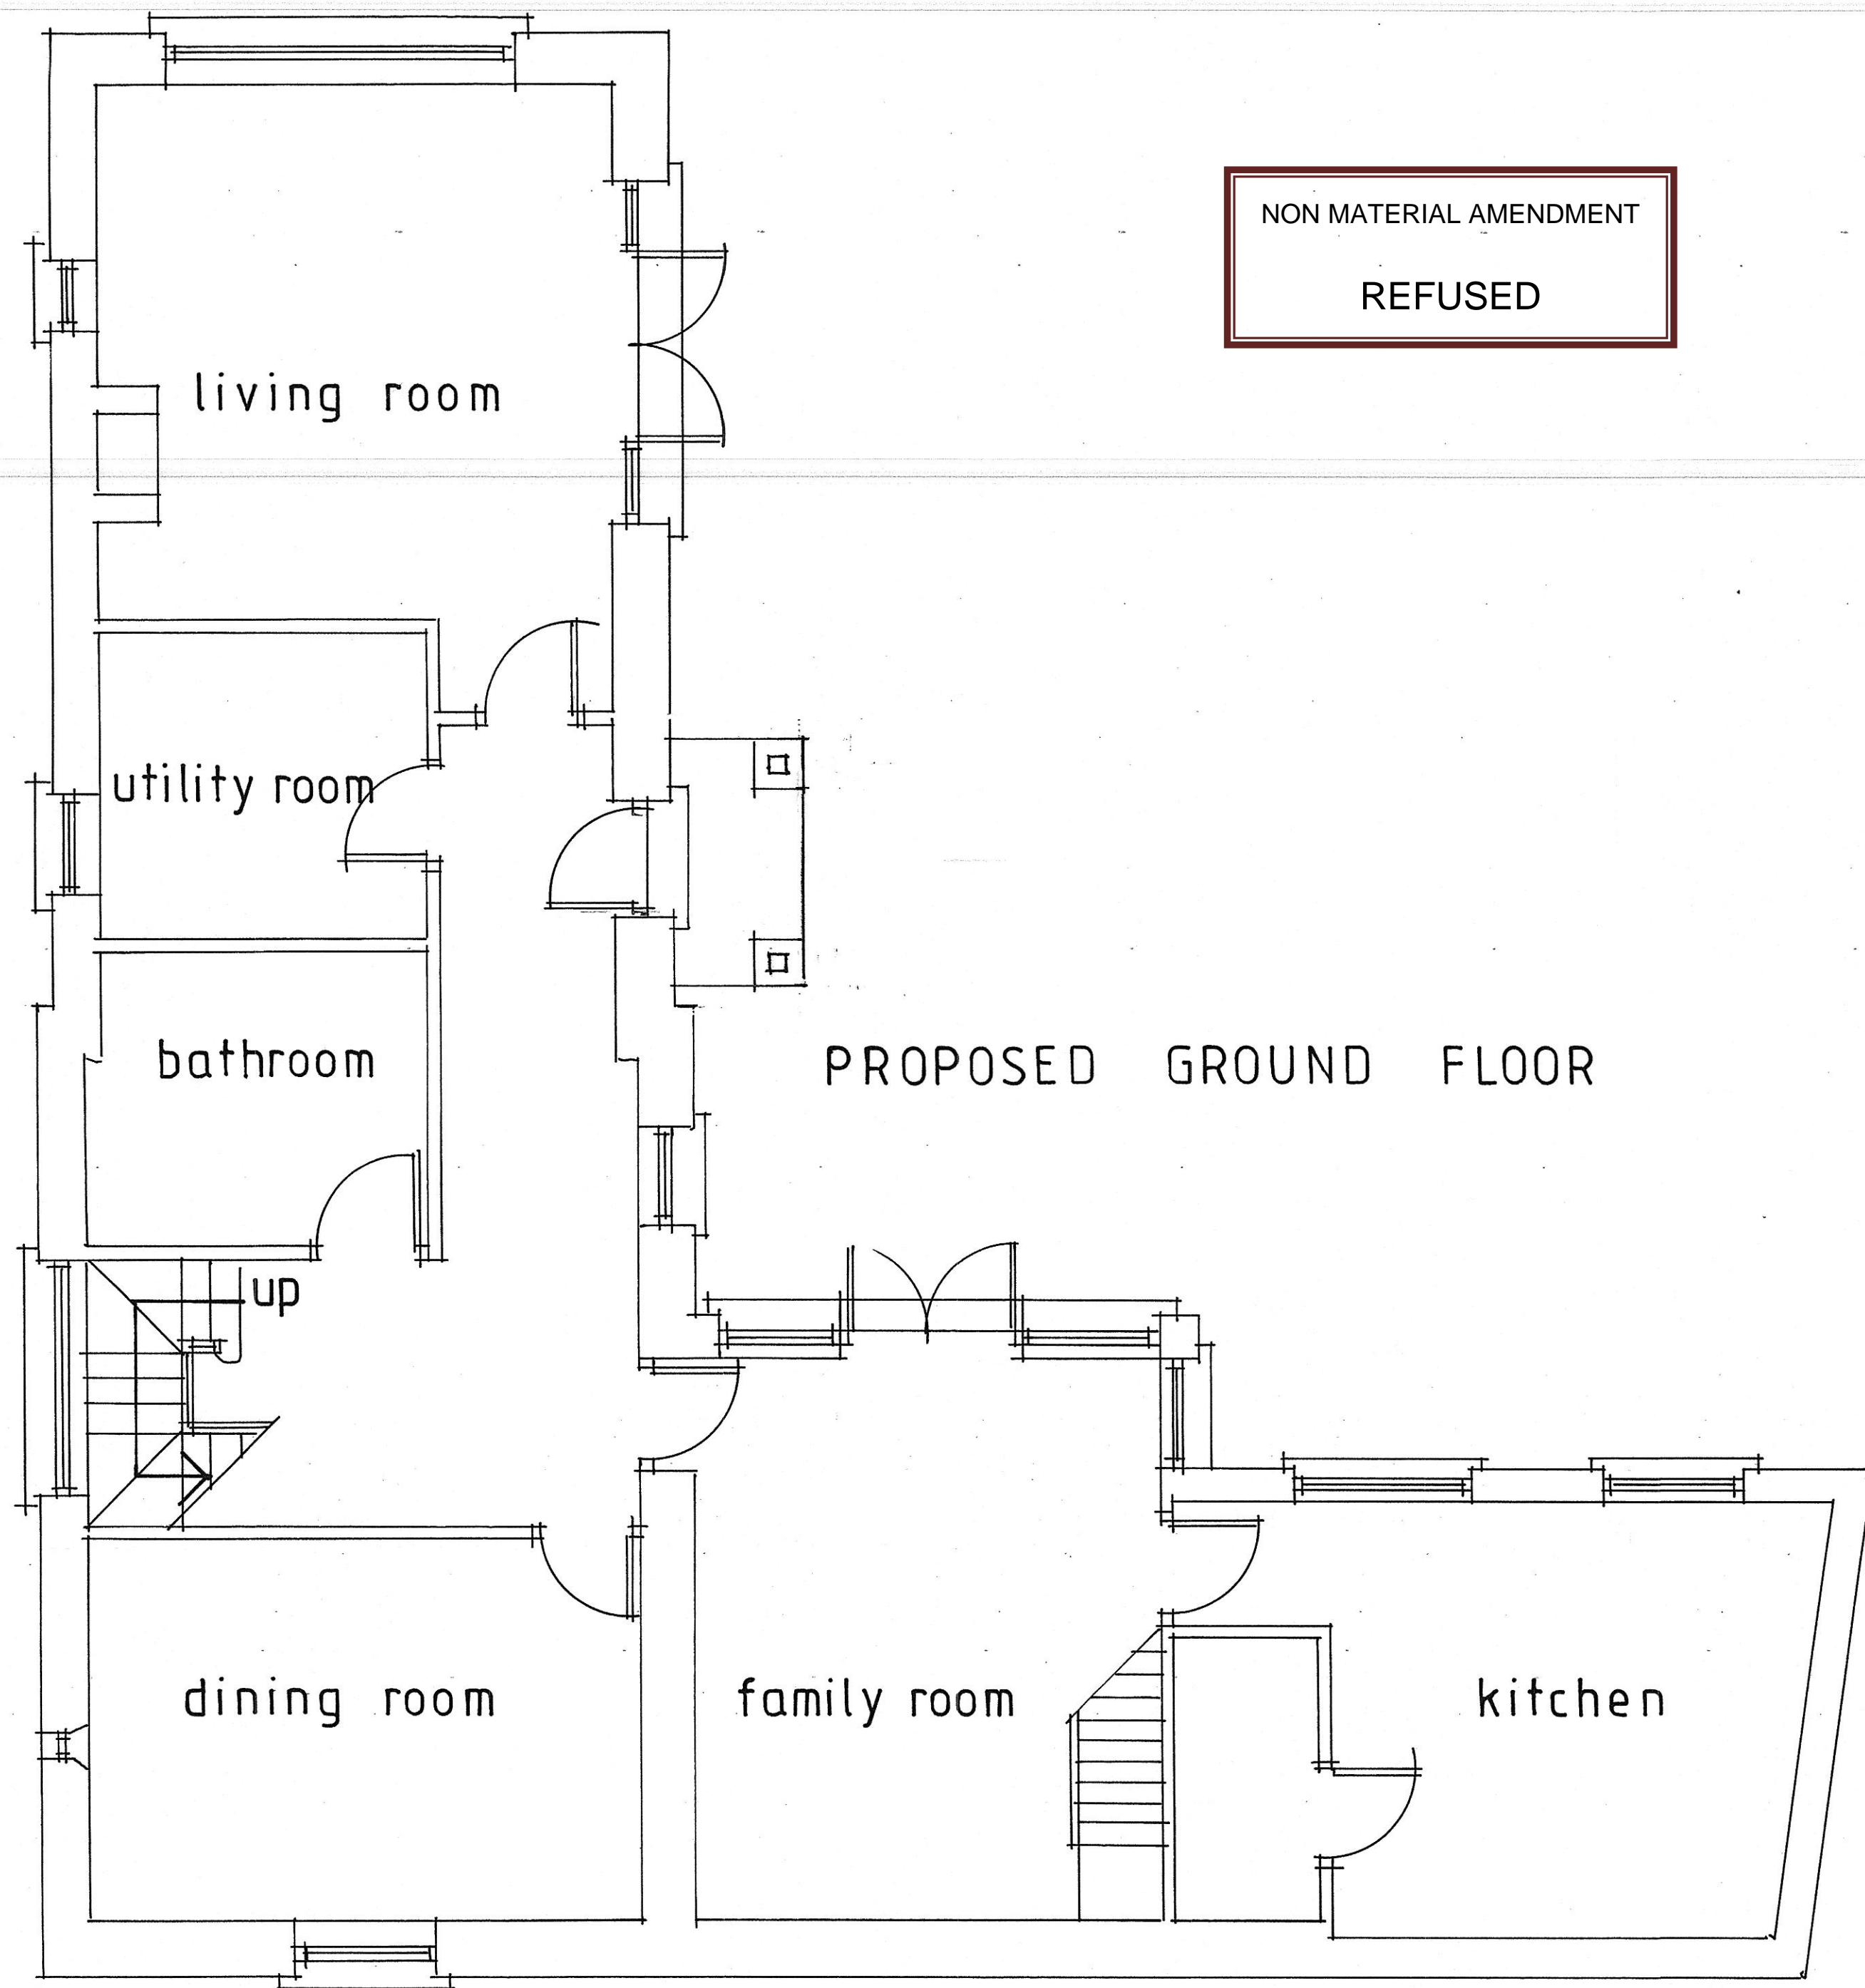 NON MATERIAL AMENDMENT
REFUSED
living room
utility room
bathroom
PROPOSED GROUND FLOOR
up
dining room
family room
kitchen